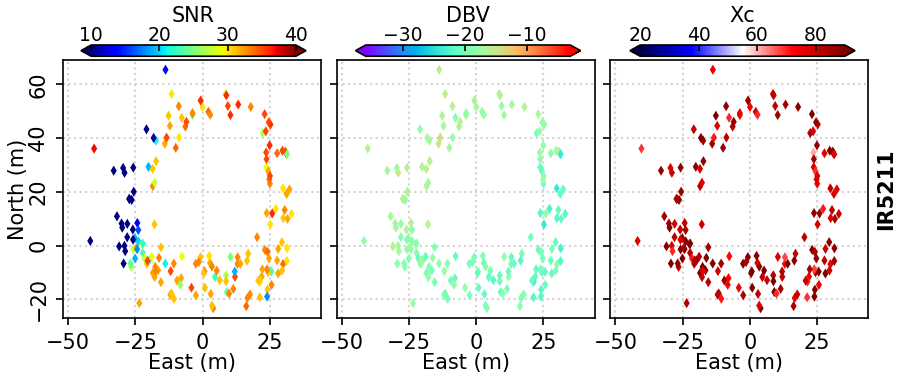 SNR DBV Xc
10 20 30 40 −30 −20 −10 20 40 60 80
60
40
20
0
−20
North (m)
IR5211
−50 −25 0 25 −50 −25 0 25 −50 −25 0 25
East (m) East (m) East (m)